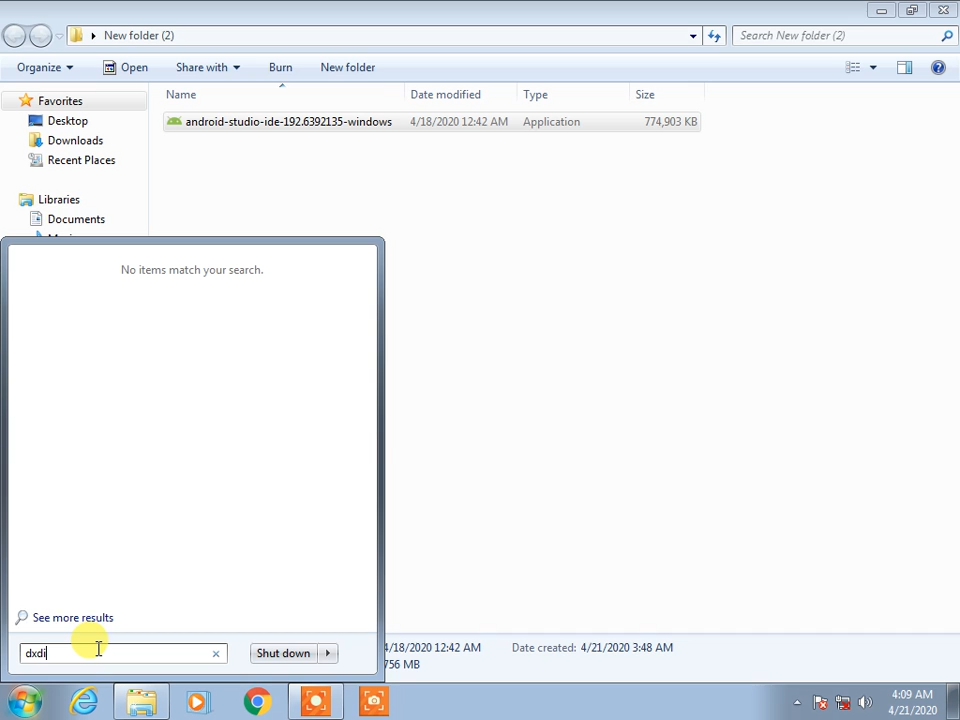 New folder (2)
Search New folder (2)
Organize
Open
Share with
Burn
New folder
Favorites
Desktop
Downloads
Recent Places
Libraries
Documents
Name
Date modified
Type
Size
android-studio-ide-192.6392135-windows
4/18/2020 12:42 AM
Application
774,903 KB
No items match your search.
See more results
dxdi
Shut down
4/18/2020 12:42 AM
Date created: 4/21/2020 3:48 AM
756 MB
4:09 AM
4/21/2020